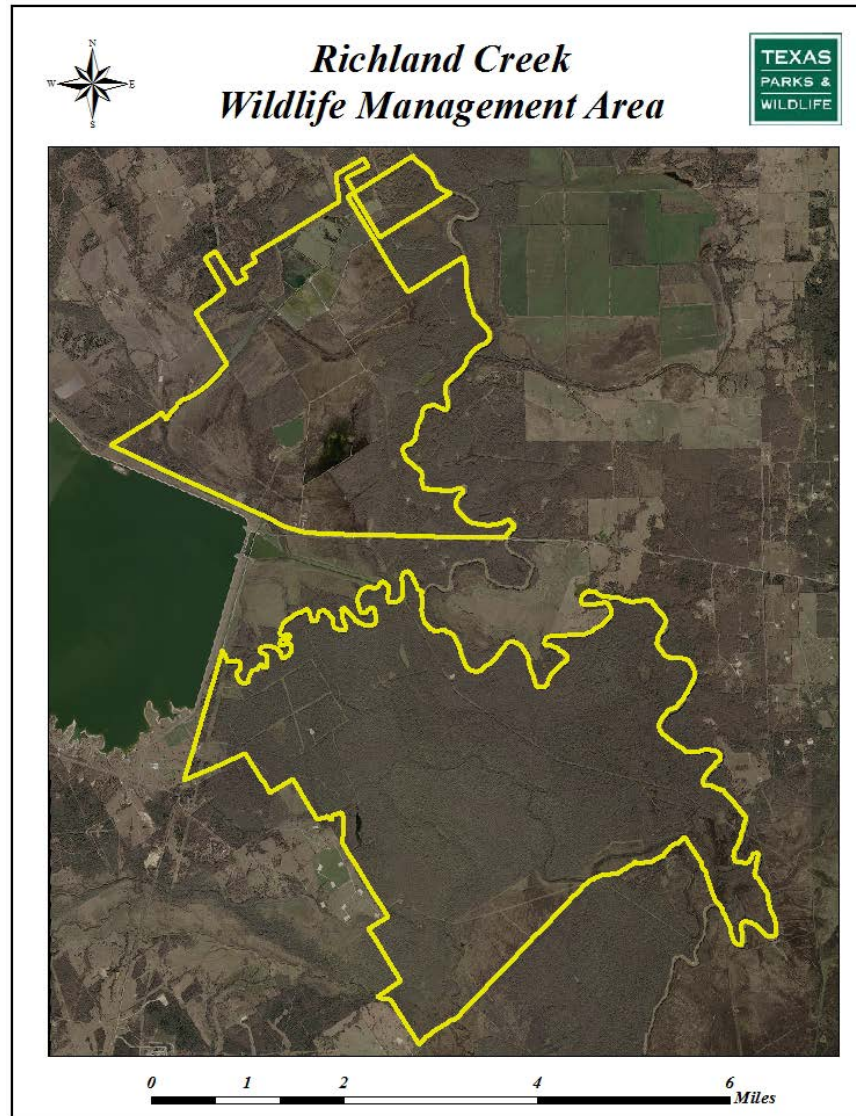 N
W
E
S
Richland Creek
Wildlife Management Area
TEXAS
PARKS &
WILDLIFE
0 1 2 4 6
Miles